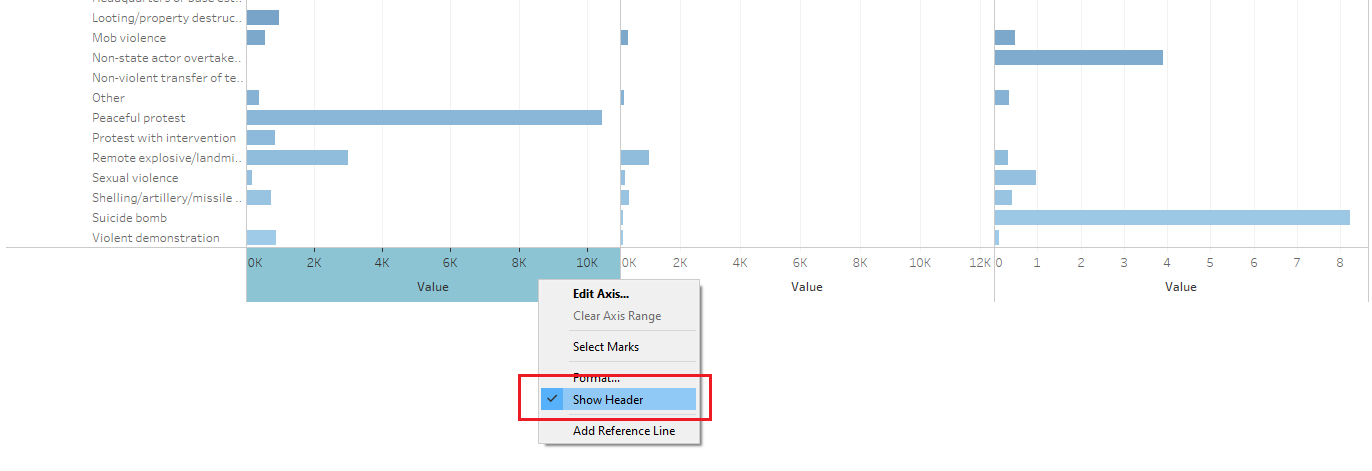 Headquarters or base est..
Looting/property destruc..
Mob violence
Non-state actor overtake..
Non-violent transfer of te..
Other
Peaceful protest
Protest with intervention
Remote explosive/landmi..
Sexual violence
Shelling/artillery/missile ..
Suicide bomb
Violent demonstration
0K 2K 4K 6K 8K 10K 0K 2K 4K 6K 8K 10K 12K 0 1 2 3 4 5 6 7 8
Value Value Value
Edit Axis...
Clear Axis Range
Select Marks
Format...
Show Header
Add Reference Line